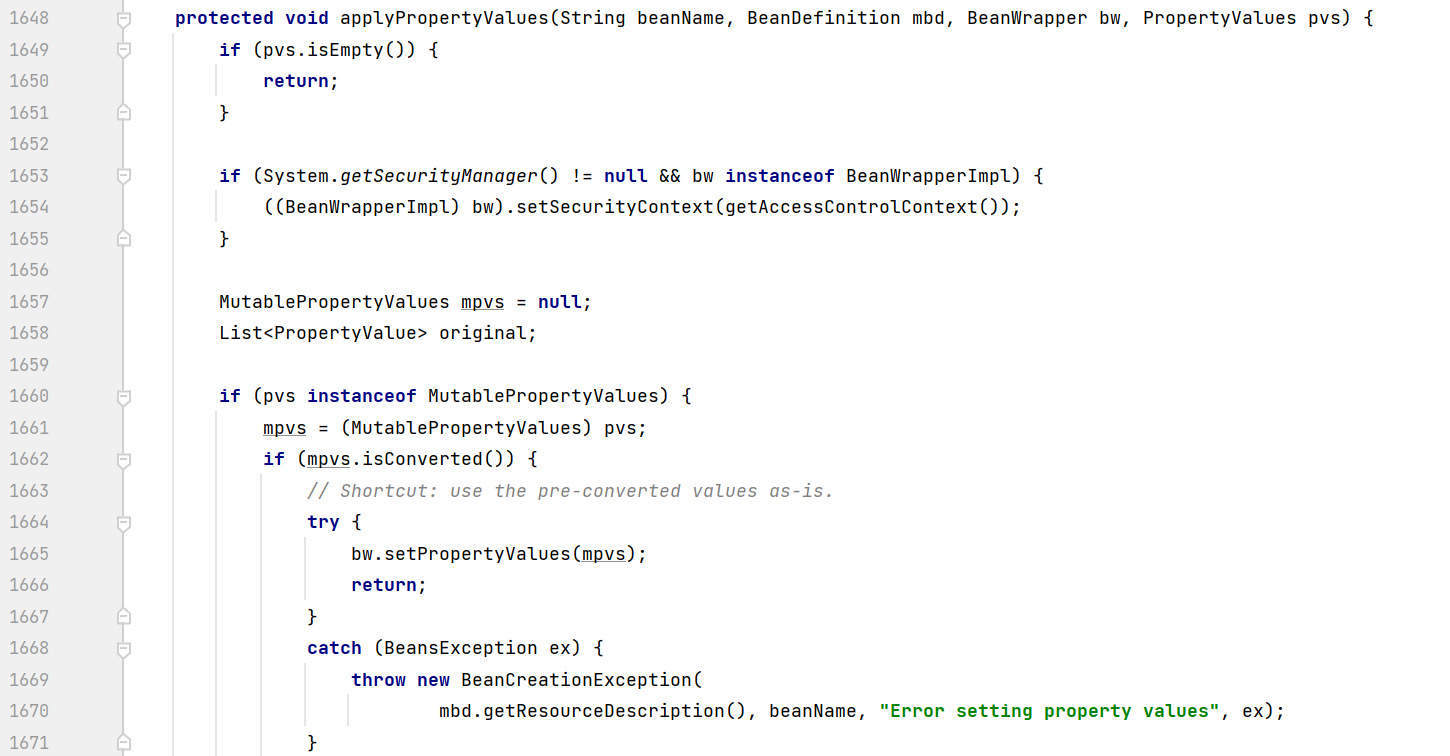 1648 protected void applyPropertyValues(String beanName, BeanDefinition mbd, BeanWrapper bw, PropertyValues pvs) {
1649 if (pvs.isEmpty()) {
1650 return;
1651 }
1652
1653 if (System.getSecurityManager() != null && bw instanceof BeanWrapperImpl) {
1654 ((BeanWrapperImpl) bw).setSecurityContext(getAccessControlContext());
1655 }
1656
1657 MutablePropertyValues mpvs = null;
1658 List<PropertyValue> original;
1659
1660 if (pvs instanceof MutablePropertyValues) {
1661 mpvs = (MutablePropertyValues) pvs;
1662 if (mpvs.isConverted()) {
1663 // Shortcut: use the pre-converted values as-is.
1664 try {
1665 bw.setPropertyValues(mpvs);
1666 return;
1667 }
1668 catch (BeansException ex) {
1669 throw new BeanCreationException(
1670 mbd.getResourceDescription(), beanName, "Error setting property values", ex);
1671 }